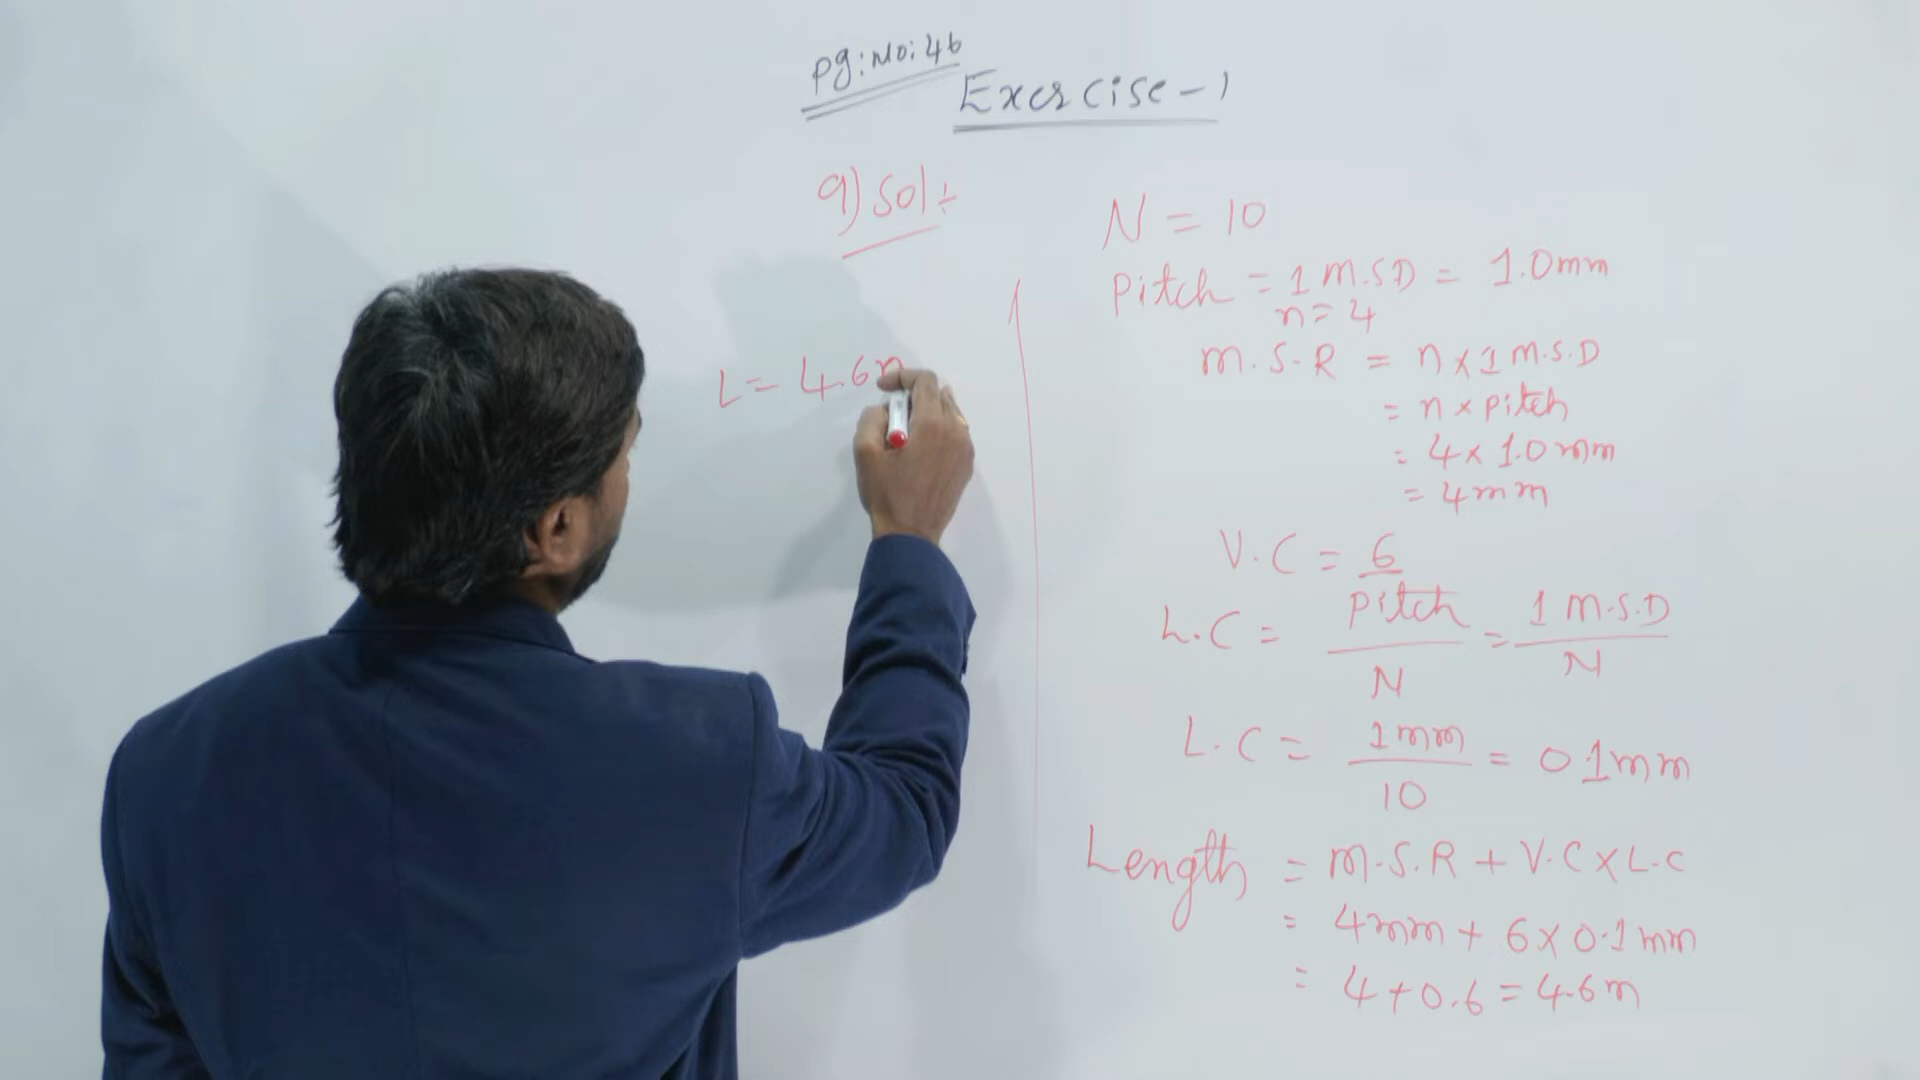 pg:No:46
Exercise-1
9) Sol:
L = 4.6m
N = 10
Pitch = 1 M.S.D = 1.0mm
n = 4
M.S.R = n x 1 M.S.D
= n x pitch
= 4 x 1.0 mm
= 4mm
V.C = 6
L.C = Pitch/N = 1 M.S.D/N
L.C = 1mm/10 = 0.1mm
Length = M.S.R + V.C x L.C
= 4mm + 6 x 0.1 mm
= 4+0.6 = 4.6m